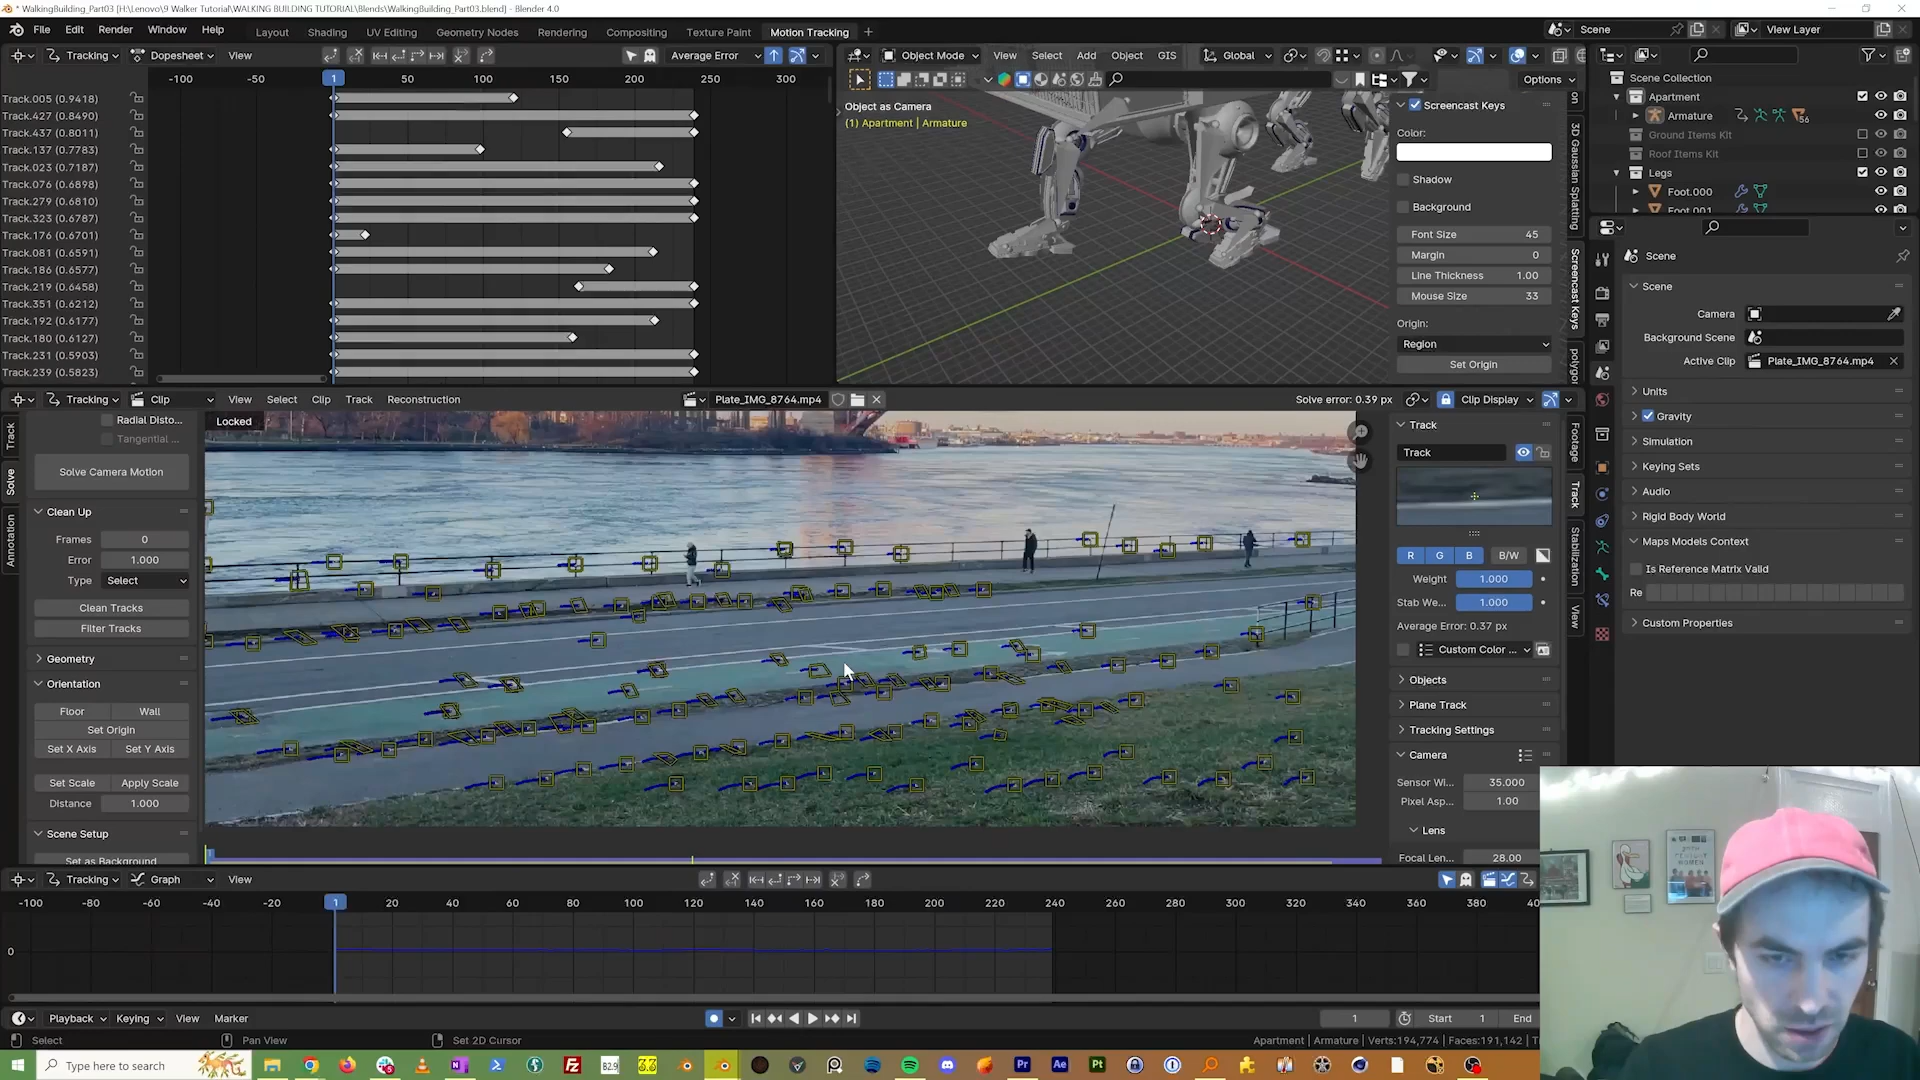 * WalkingBuilding_Part03 [H:\Lenovo\9 Walker Tutorial\WALKING BUILDING TUTORIAL\Blends\WalkingBuilding_Part03.blend] - Blender 4.0
File Edit Render Window Help
Layout Sculpting UV Editing Geometry Nodes Rendering Compositing Texture Paint Motion Tracking +
Scene
View Layer
Tracking Dopesheet View
Average Error
-100 -50 1 50 100 150 200 250 300
Track.005 (0.9418)
Track.427 (0.8490)
Track.437 (0.8011)
Track.137 (0.7783)
Track.023 (0.7187)
Track.076 (0.6898)
Track.279 (0.6810)
Track.323 (0.6787)
Track.176 (0.6701)
Track.081 (0.6591)
Track.186 (0.6577)
Track.219 (0.6458)
Track.351 (0.6212)
Track.192 (0.6177)
Track.180 (0.6127)
Track.231 (0.5903)
Track.239 (0.5823)
Object Mode View Select Add Object GIS
Global
Options
Object as Camera
(1) Apartment | Armature
Screencast Keys
Color:
Shadow
Background
Font Size 45
Margin 0
Line Thickness 1.00
Mouse Size 33
Origin:
Region
Set Origin
3D Gaussian Splatting
Screencast Keys
Scene Collection
Apartment
Armature
56
Ground Items Kit
Roof Items Kit
Legs
Foot.000
Foot.001
Scene
Scene
Camera
Background Scene
Active Clip Plate_IMG_8764.mp4
Units
Gravity
Simulation
Keying Sets
Audio
Rigid Body World
Maps Models Context
Is Reference Matrix Valid
Re
Custom Properties
Tracking Clip View Select Clip Track Reconstruction
Plate_IMG_8764.mp4
Solve error: 0.39 px
Clip Display
Locked
Track
Solve
Annotation
Radial Disto...
Tangential ...
Solve Camera Motion
Clean Up
Frames 0
Error 1.000
Type Select
Clean Tracks
Filter Tracks
Geometry
Orientation
Floor Wall
Set Origin
Set X Axis Set Y Axis
Set Scale Apply Scale
Distance 1.000
Scene Setup
Set as Background
Track
Track
R G B B/W
Weight 1.000
Stab We... 1.000
Average Error: 0.37 px
Custom Color ...
Objects
Plane Track
Tracking Settings
Camera
Sensor Wi... 35.000
Pixel Asp... 1.00
Lens
Focal Len... 28.00
Footage
Track
Stabilization
View
Tracking Graph View
-100 -80 -60 -40 -20 1 20 40 60 80 100 120 140 160 180 200 220 240 260 280 300 320 340 360 380
0
Playback Keying View Marker
1
Start 1
End
Select
Pan View
Set 2D Cursor
Apartment | Armature | Verts:194,774 | Faces:191,142
Type here to search